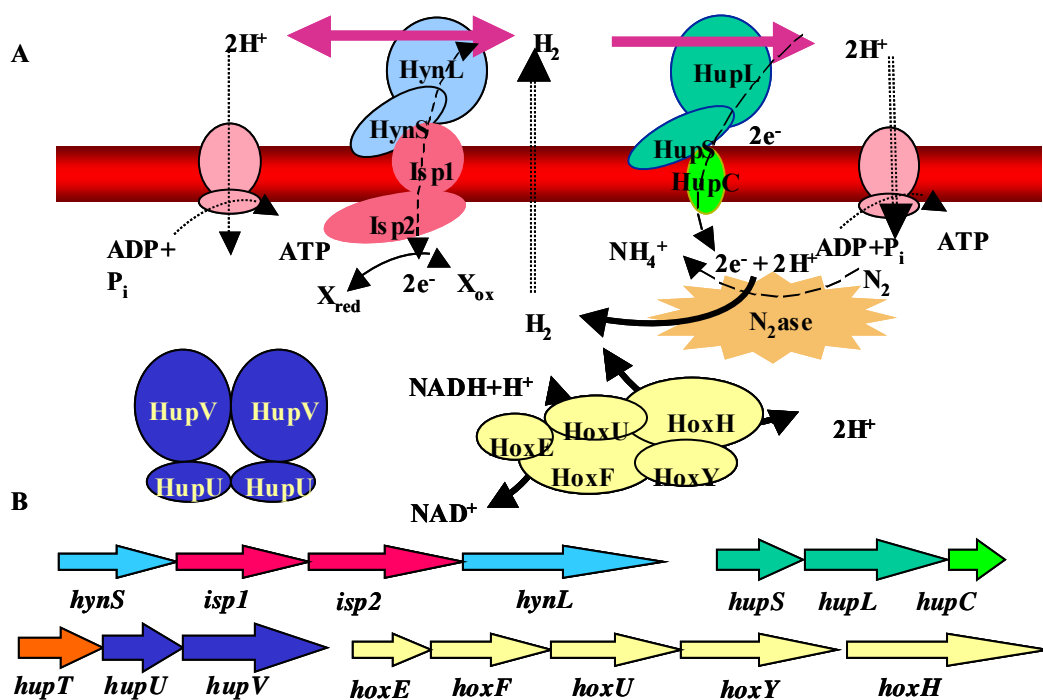 A
2H⁺
HynL
H₂
HupL
2H⁺
HynS
HupS
2e⁻
Isp1
HupC
Isp2
ADP+
Pᵢ
ATP
NH₄⁺
2e⁻ + 2H⁺
ADP+Pᵢ
ATP
Xred
2e⁻
Xox
N₂
H₂
N₂ase
HupV
HupV
NADH+H⁺
HoxU
HoxH
2H⁺
HoxE
HoxF
HoxY
HupU
HupU
NAD⁺
B
hynS
isp1
isp2
hynL
hupS
hupL
hupC
hupT
hupU
hupV
hoxE
hoxF
hoxU
hoxY
hoxH